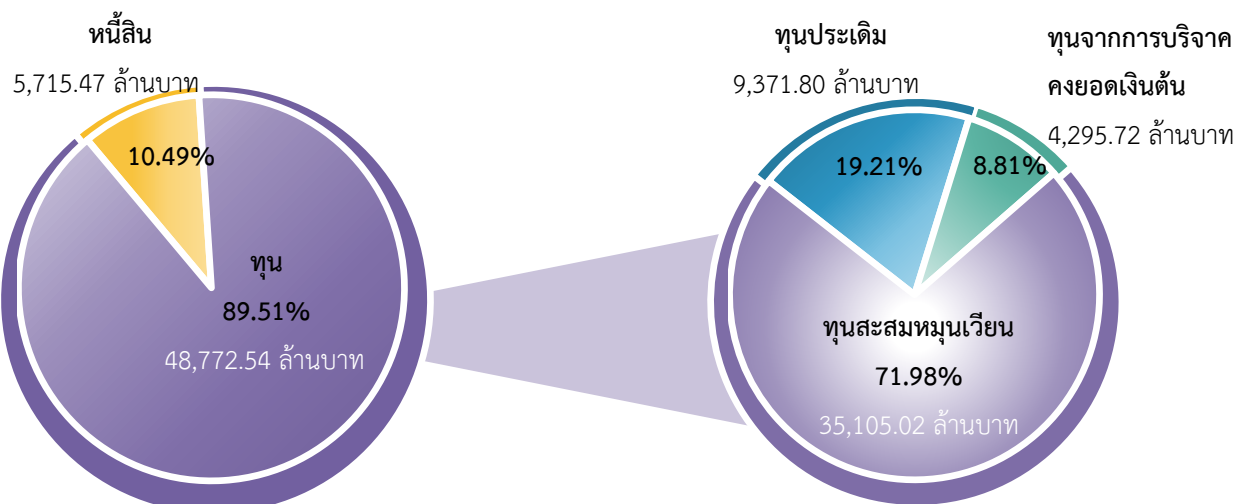 หนี้สิน
5,715.47 ล้านบาท
10.49%
ทุน
89.51%
48,772.54 ล้านบาท
ทุนประเดิม
9,371.80 ล้านบาท
19.21%
ทุนจากการบริจาค
คงยอดเงินต้น
4,295.72 ล้านบาท
8.81%
ทุนสะสมหมุนเวียน
71.98%
35,105.02 ล้านบาท